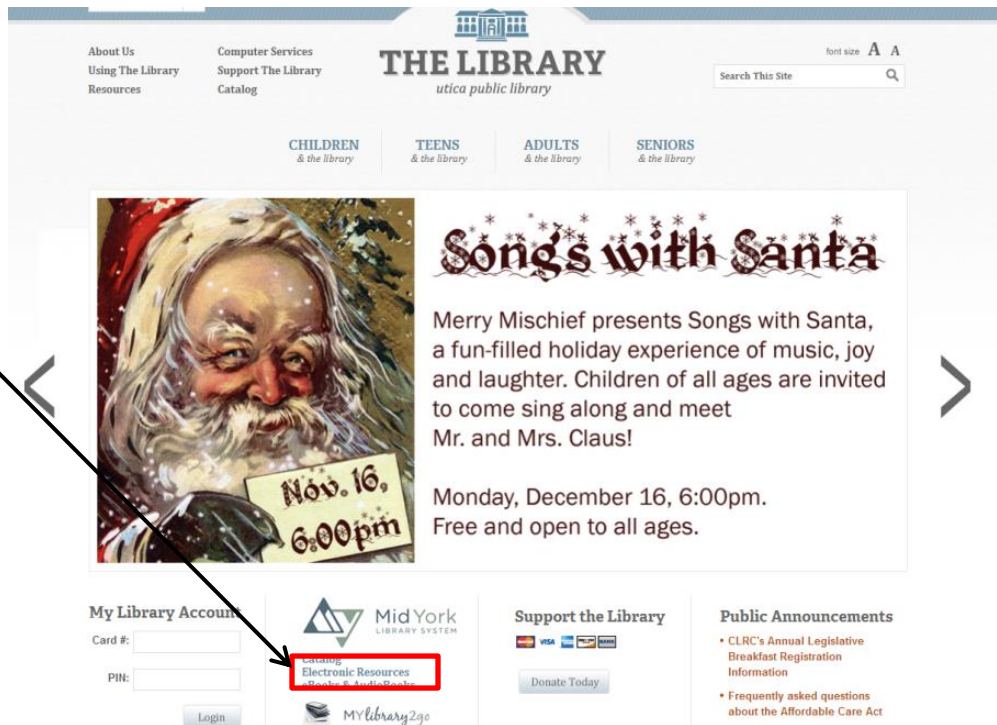 About Us
Using The Library
Resources
Computer Services
Support The Library
Catalog
THE LIBRARY
utica public library
font size A A
Search This Site
CHILDREN
& the library
TEENS
& the library
ADULTS
& the library
SENIORS
& the library
Nov. 16,
6:00pm
Songs with Santa
Merry Mischief presents Songs with Santa,
a fun-filled holiday experience of music, joy
and laughter. Children of all ages are invited
to come sing along and meet
Mr. and Mrs. Claus!
Monday, December 16, 6:00pm.
Free and open to all ages.
My Library Account
Card #:
PIN:
Login
MidYork
LIBRARY SYSTEM
Catalog
Electronic Resources
eBooks & AudioBooks
MYlibrary2go
Support the Library
VISA
Donate Today
Public Announcements
• CLRC's Annual Legislative
Breakfast Registration
Information
• Frequently asked questions
about the Affordable Care Act